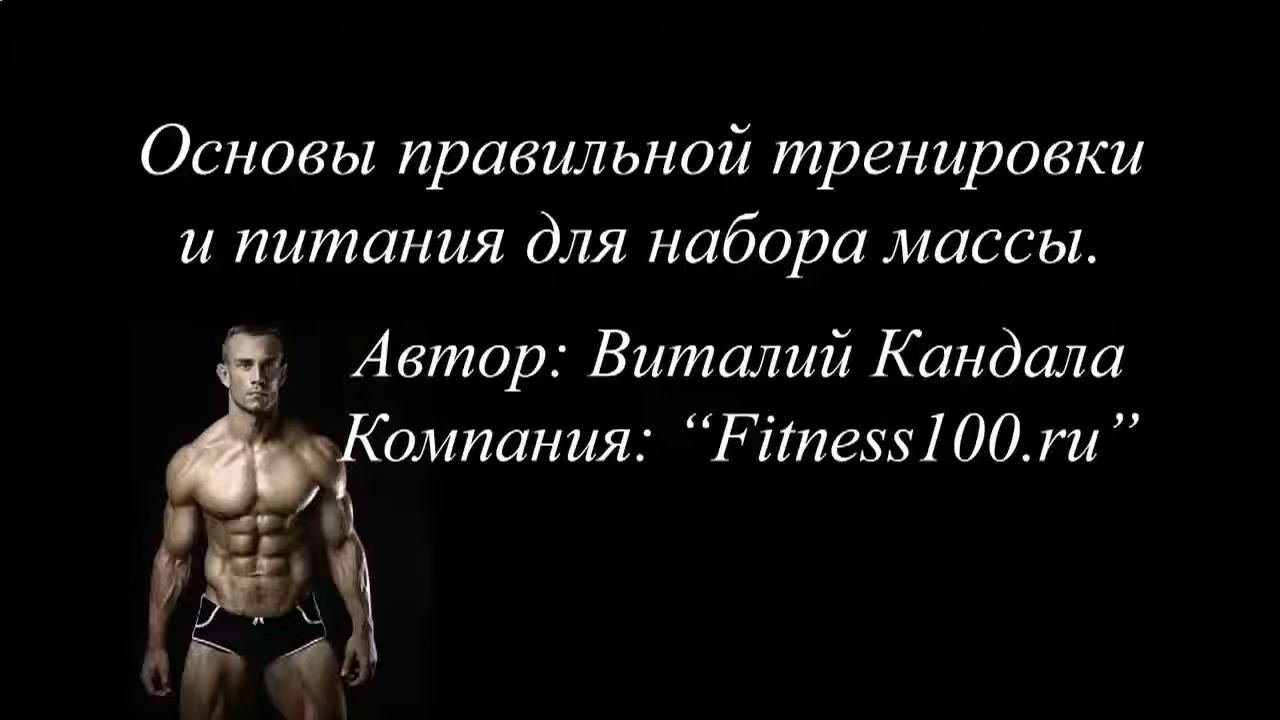 Основы правильной тренировки
и питания для набора массы.
Автор: Виталий Кандала
Компания: “Fitness100.ru”